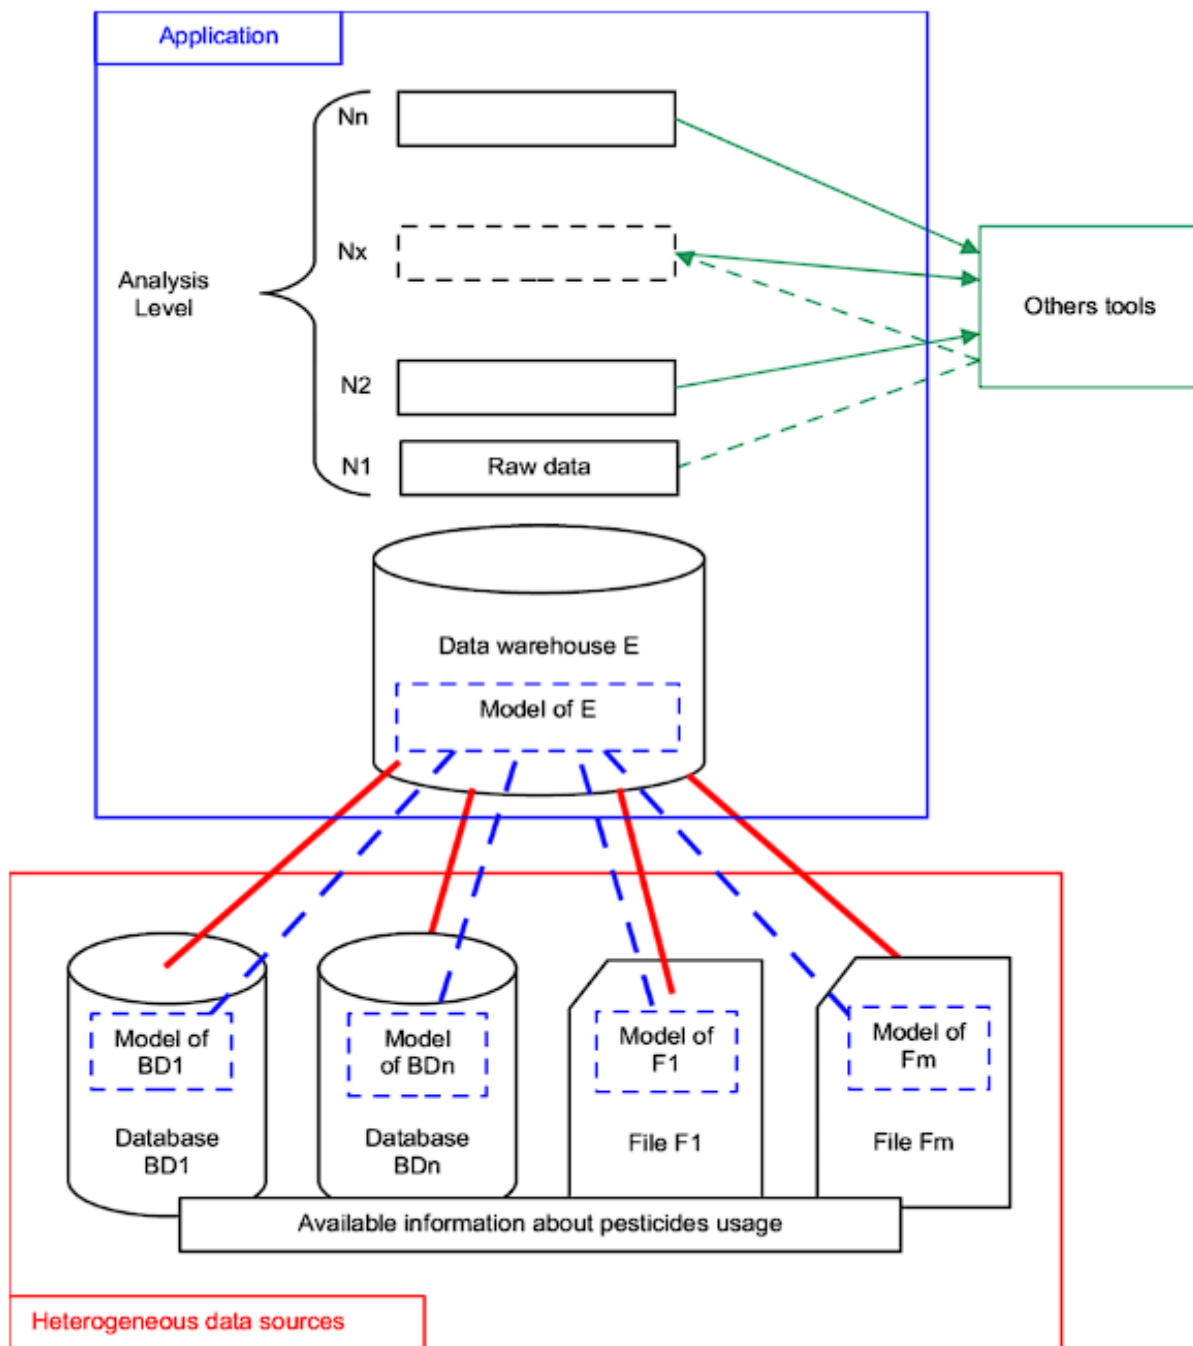 Application
Nn
Nx
Analysis
Level
Others tools
N2
N1
Raw data
Data warehouse E
Model of E
Model of
BD1
Model
of BDn
Model of
F1
Model of
Fm
Database
BD1
Database
BDn
File F1
File Fm
Available information about pesticides usage
Heterogeneous data sources